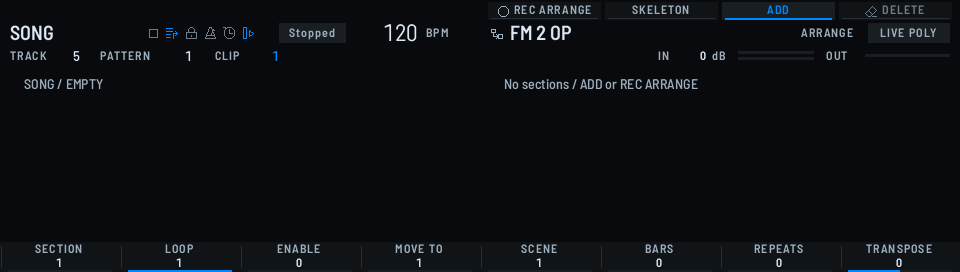 REC ARRANGE SKELETON ADD DELETE
SONG Stopped 120 BPM FM 2 OP ARRANGE LIVE POLY
TRACK 5 PATTERN 1 CLIP 1 IN 0 dB OUT
SONG / EMPTY No sections / ADD or REC ARRANGE
SECTION LOOP ENABLE MOVE TO SCENE BARS REPEATS TRANSPOSE
1 1 0 1 1 0 0 0